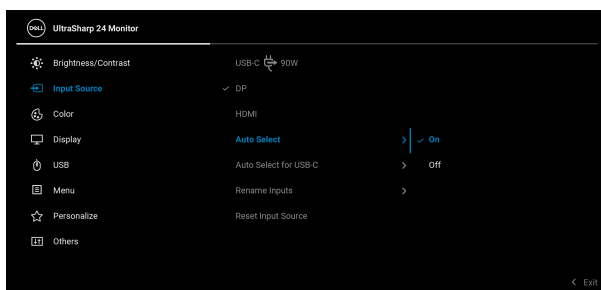 DELL UltraSharp 24 Monitor
Brightness/Contrast USB-C 90W
Input Source DP
Color HDMI
Display Auto Select On
USB Auto Select for USB-C Off
Menu Rename Inputs
Personalize Reset Input Source
Others
Exit